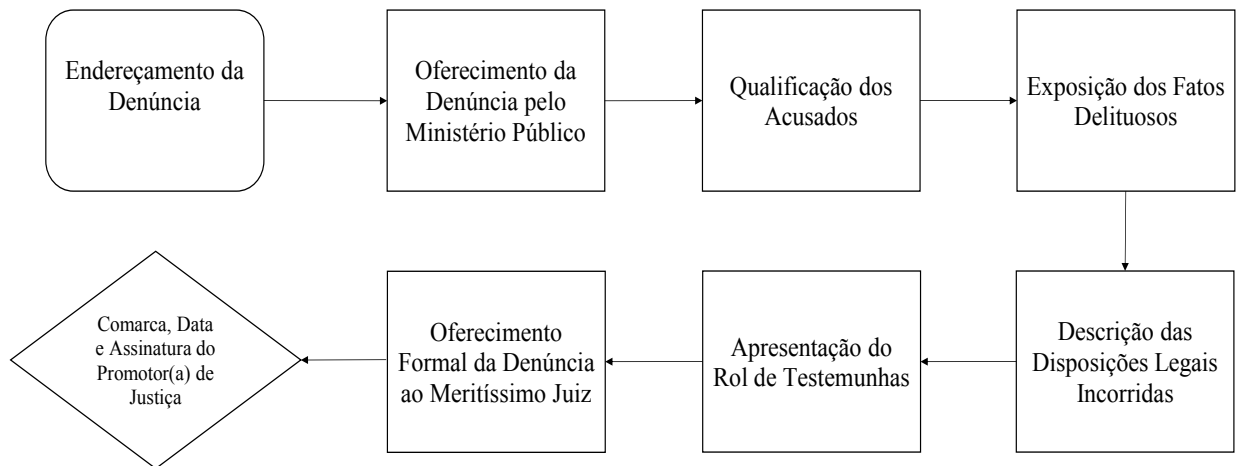 Endereçamento da
Denúncia
Oferecimento da
Denúncia pelo
Ministério Público
Qualificação dos
Acusados
Exposição dos Fatos
Delituosos
Descrição das
Disposições Legais
Incorridas
Apresentação do
Rol de Testemunhas
Oferecimento
Formal da Denúncia
ao Meritíssimo Juiz
Comarca, Data
e Assinatura do
Promotor(a) de
Justiça